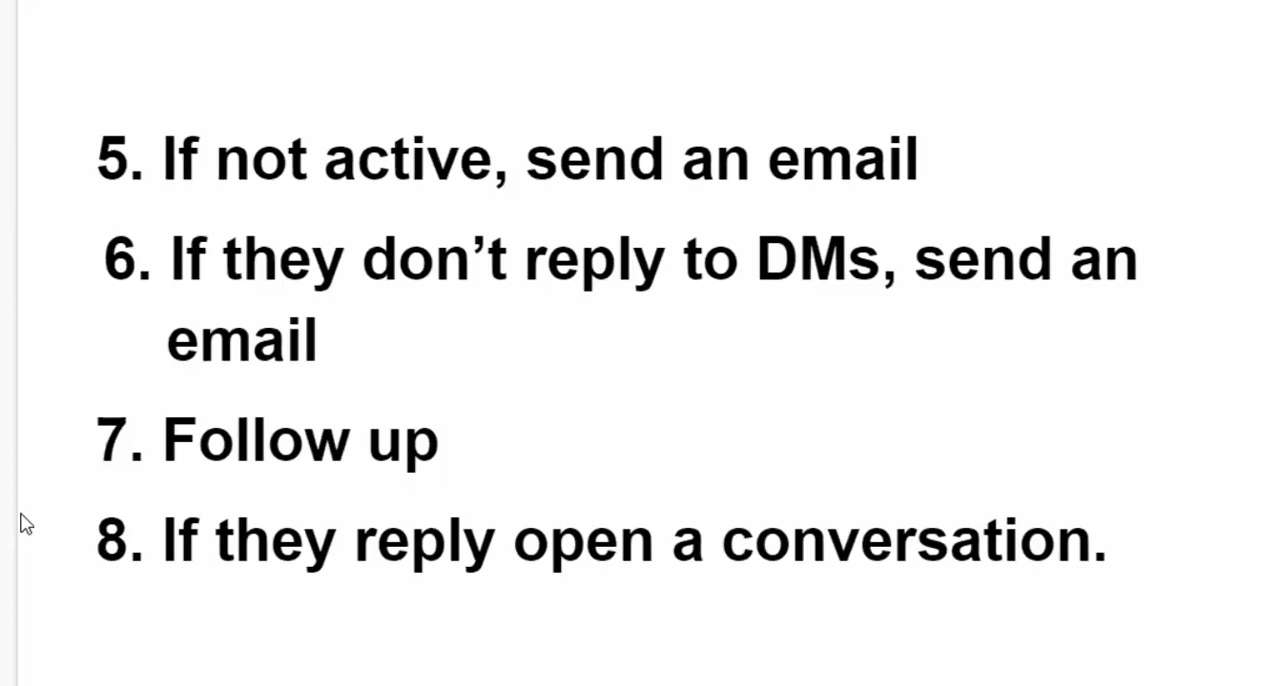 5. If not active, send an email
6. If they don’t reply to DMs, send an
email
7. Follow up
8. If they reply open a conversation.